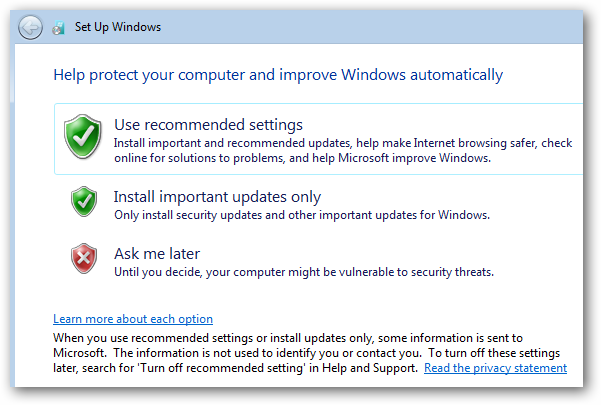 Set Up Windows
Help protect your computer and improve Windows automatically
Use recommended settings
Install important and recommended updates, help make Internet browsing safer, check
online for solutions to problems, and help Microsoft improve Windows.
Install important updates only
Only install security updates and other important updates for Windows.
Ask me later
Until you decide, your computer might be vulnerable to security threats.
Learn more about each option
When you use recommended settings or install updates only, some information is sent to
Microsoft. The information is not used to identify you or contact you. To turn off these settings
later, search for 'Turn off recommended setting' in Help and Support. Read the privacy statement